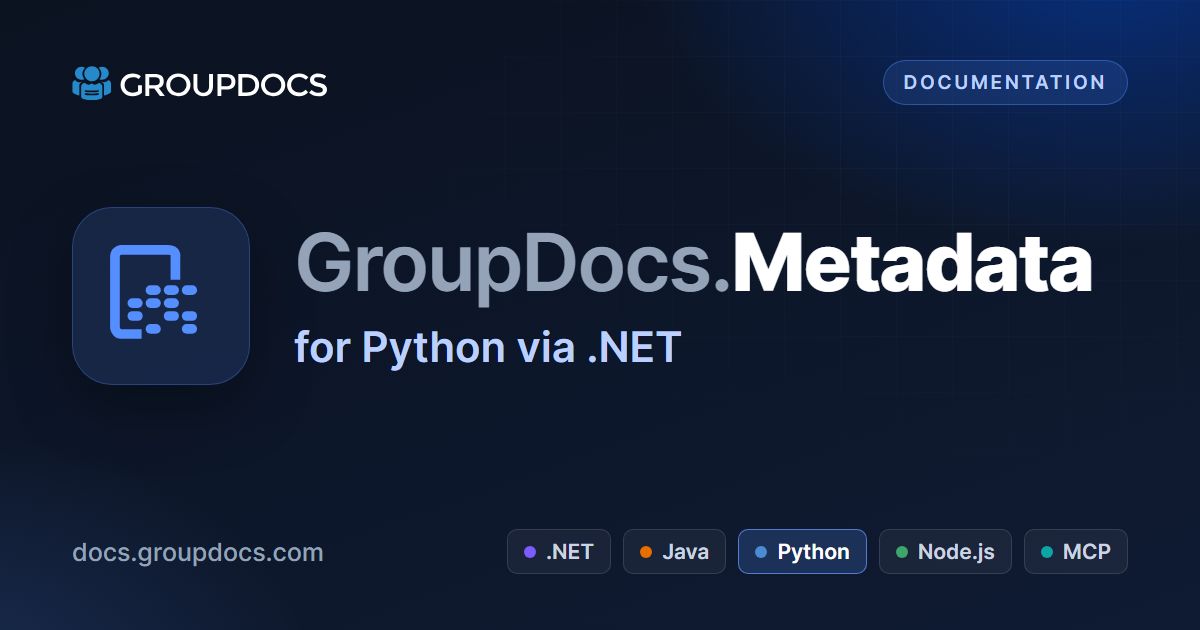 GROUPDOCS
DOCUMENTATION
GroupDocs.Metadata
for Python via .NET
docs.groupdocs.com
.NET
Java
Python
Node.js
MCP